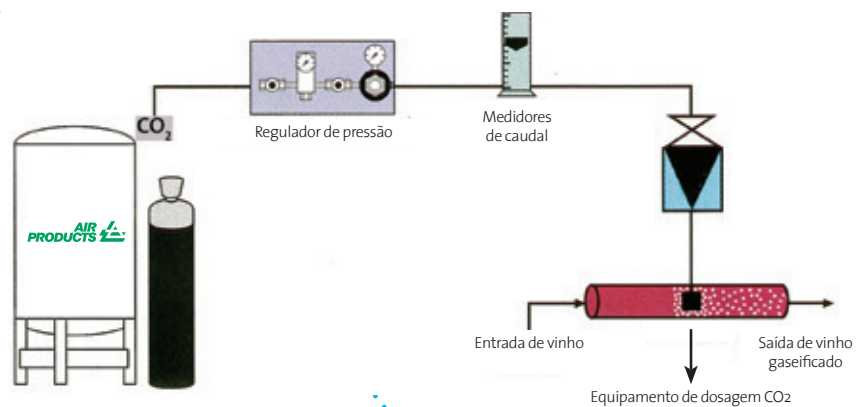 CO₂
Regulador de pressão
Medidores
de caudal
AIR
PRODUCTS
Entrada de vinho
Saída de vinho
gaseificado
Equipamento de dosagem CO2